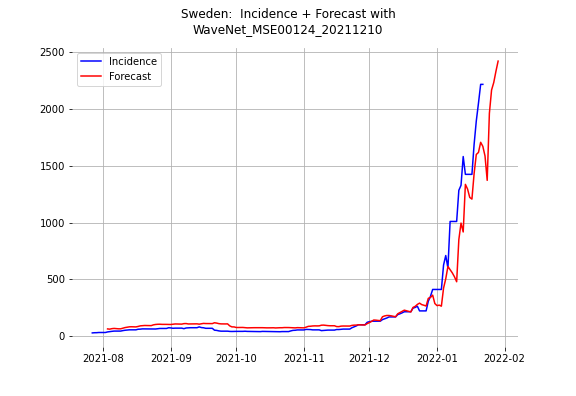 Sweden:  Incidence + Forecast with
WaveNet_MSE00124_20211210
Incidence
Forecast
2500
2000
1500
1000
500
0
2021-08 2021-09 2021-10 2021-11 2021-12 2022-01 2022-02